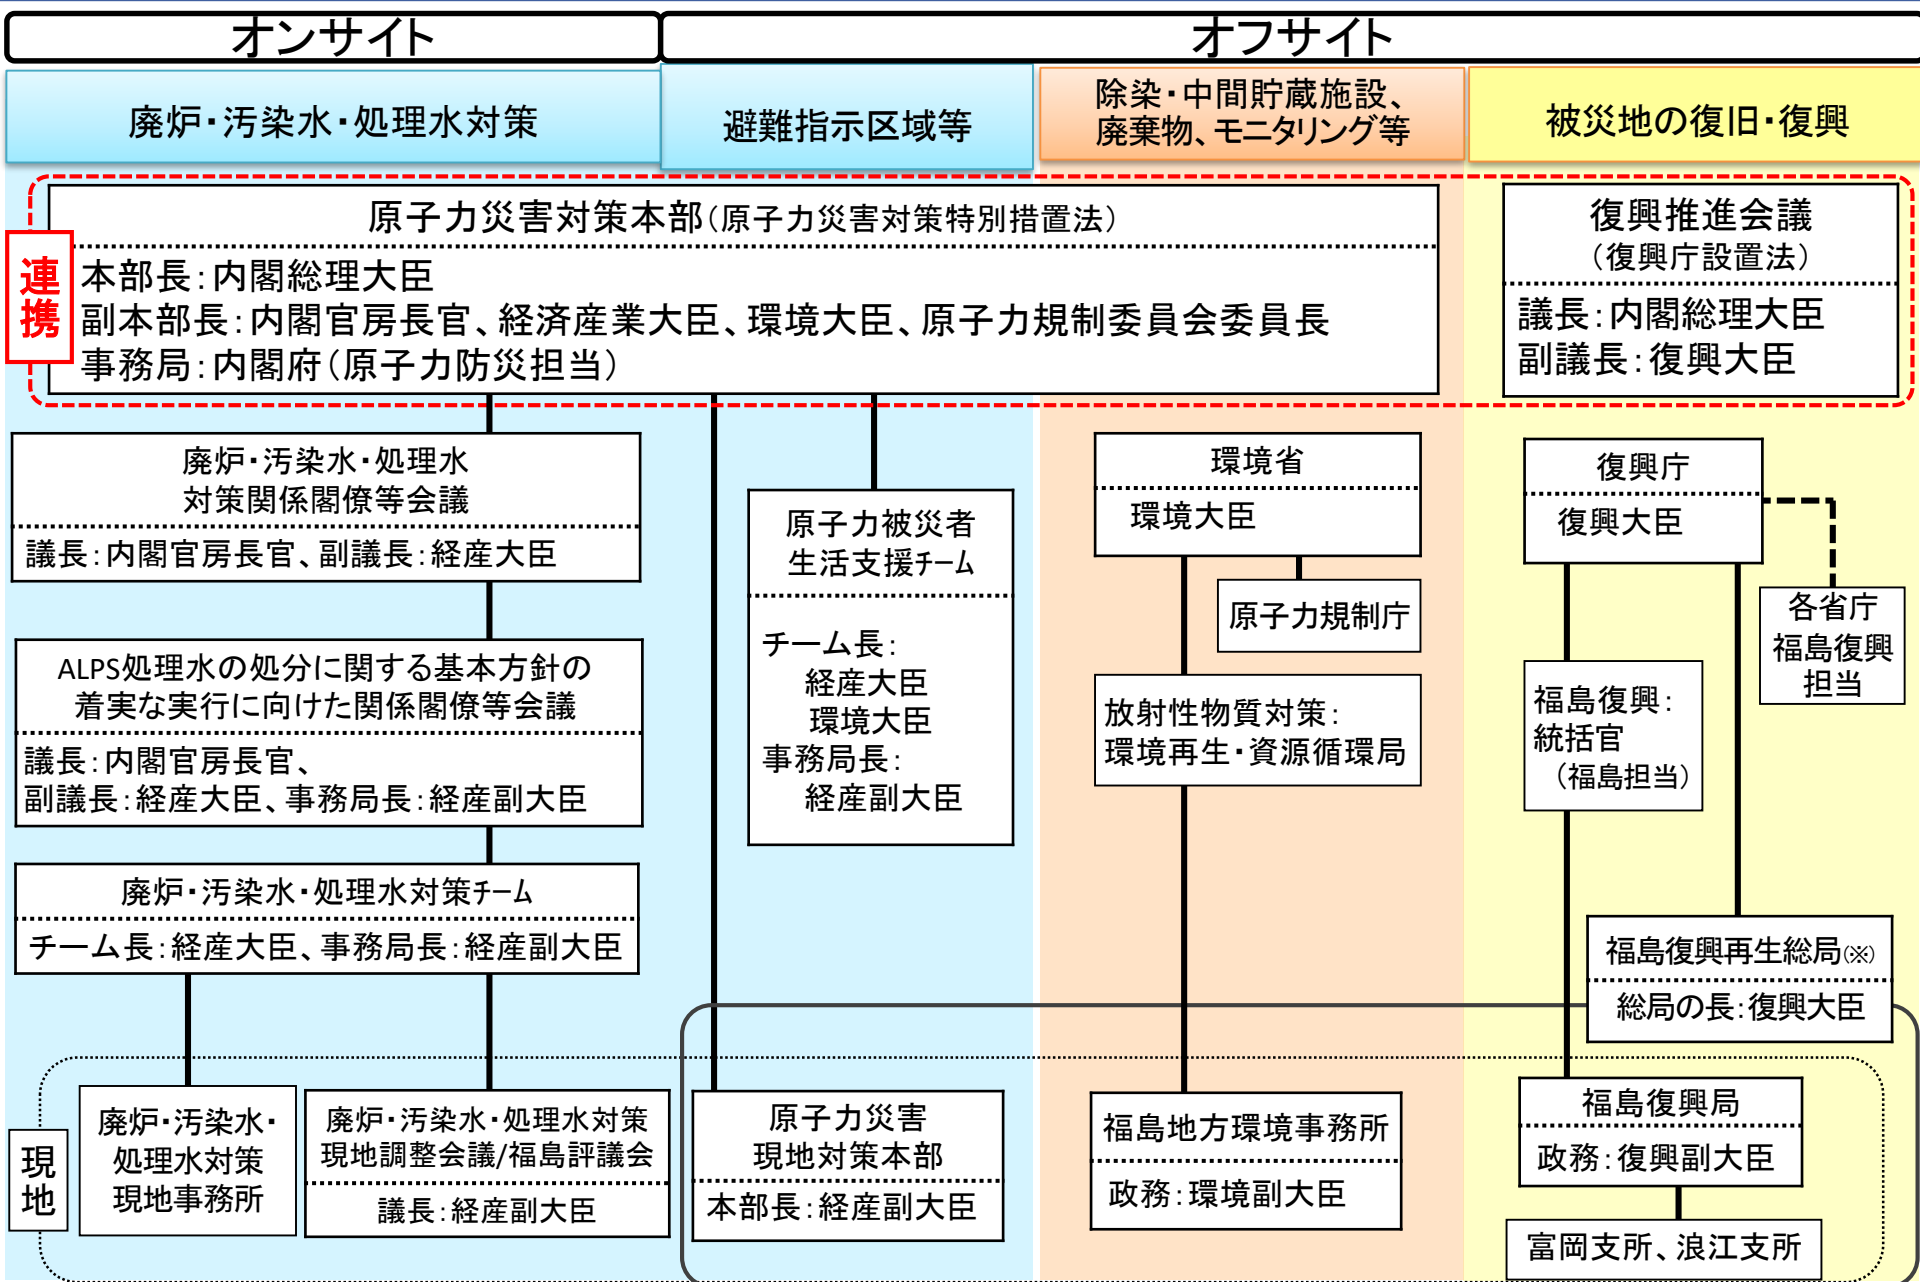 オンサイト
オフサイト
廃炉・汚染水・処理水対策
避難指示区域等
除染・中間貯蔵施設、
廃棄物、モニタリング等
被災地の復旧・復興
連携
原子力災害対策本部(原子力災害対策特別措置法)
本部長:内閣総理大臣
副本部長:内閣官房長官、経済産業大臣、環境大臣、原子力規制委員会委員長
事務局:内閣府(原子力防災担当)
復興推進会議
(復興庁設置法)
議長:内閣総理大臣
副議長:復興大臣
廃炉・汚染水・処理水
対策関係閣僚等会議
議長:内閣官房長官、副議長:経産大臣
ALPS処理水の処分に関する基本方針の
着実な実行に向けた関係閣僚等会議
議長:内閣官房長官、
副議長:経産大臣、事務局長:経産副大臣
廃炉・汚染水・処理水対策チーム
チーム長:経産大臣、事務局長:経産副大臣
原子力被災者
生活支援チーム
チーム長:
経産大臣
環境大臣
事務局長:
経産副大臣
環境省
環境大臣
原子力規制庁
放射性物質対策:
環境再生・資源循環局
復興庁
復興大臣
各省庁
福島復興
担当
福島復興:
統括官
(福島担当)
福島復興再生総局(※)
総局の長:復興大臣
現地
廃炉・汚染水・
処理水対策
現地事務所
廃炉・汚染水・処理水対策
現地調整会議/福島評議会
議長:経産副大臣
原子力災害
現地対策本部
本部長:経産副大臣
福島地方環境事務所
政務:環境副大臣
福島復興局
政務:復興副大臣
富岡支所、浪江支所